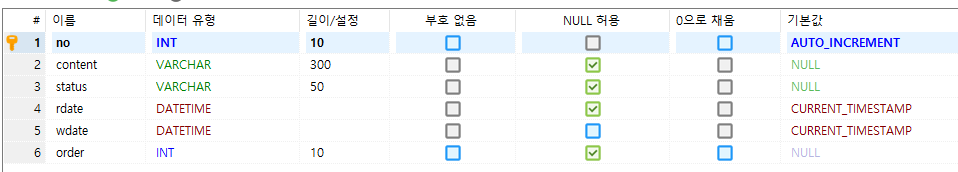 # 이름 데이터 유형 길이/설정 부호 없음 NULL 허용 0으로 채움 기본값
1 no INT 10 AUTO_INCREMENT
2 content VARCHAR 300 NULL
3 status VARCHAR 50 NULL
4 rdate DATETIME CURRENT_TIMESTAMP
5 wdate DATETIME CURRENT_TIMESTAMP
6 order INT 10 NULL